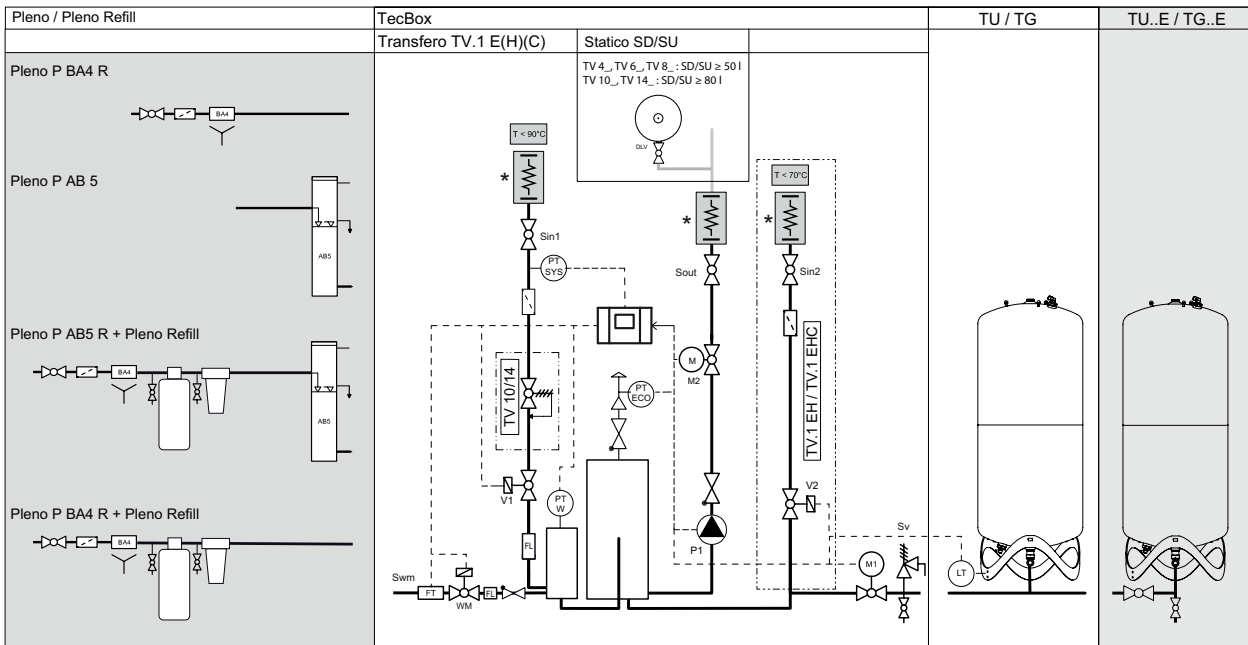 Pleno / Pleno Refill
TecBox
TU / TG
TU..E / TG..E
Transfero TV.1 E(H)(C)
Statico SD/SU
Pleno P BA4 R
BA4
Pleno P AB 5
AB5
Pleno P AB5 R + Pleno Refill
BA4
AB5
Pleno P BA4 R + Pleno Refill
BA4
TV 4_, TV 6_, TV 8_ : SD/SU ≥ 50 l
TV 10_, TV 14_ : SD/SU ≥ 80 l
DLV
T < 90°C
*
Sin1
PT
SYS
TV 10/14
V1
PT
W
FL
Swm
FT
WM
FL
PT
ECO
*
Sout
M
M2
P1
T < 70°C
*
Sin2
TV.1 EH / TV.1 EHC
V2
M1
Sv
LT